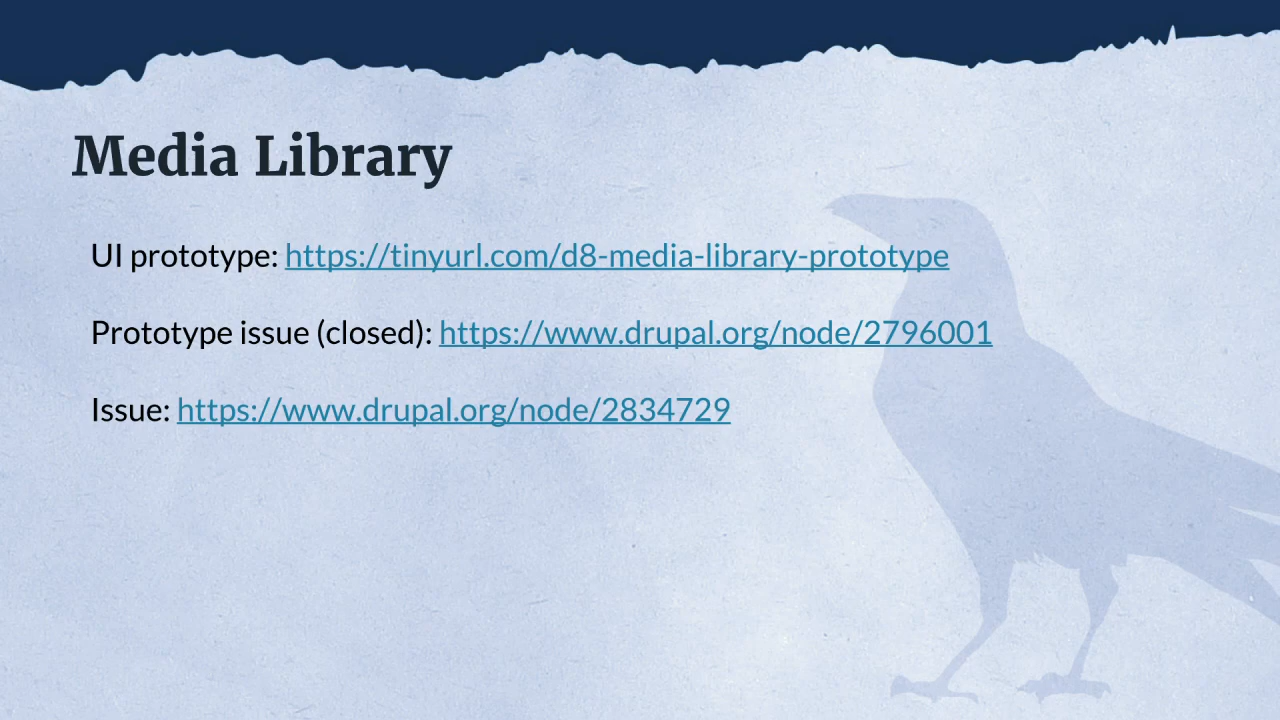 Media Library
UI prototype: https://tinyurl.com/d8-media-library-prototype
Prototype issue (closed): https://www.drupal.org/node/2796001
Issue: https://www.drupal.org/node/2834729